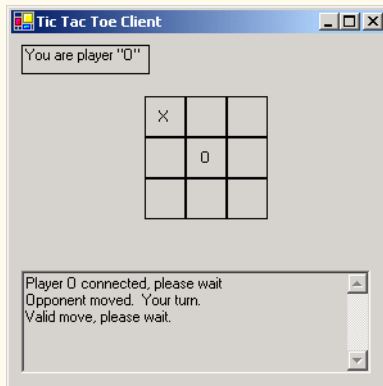 Tic Tac Toe Client
You are player "O"
X
O
Player O connected, please wait
Opponent moved.  Your turn.
Valid move, please wait.